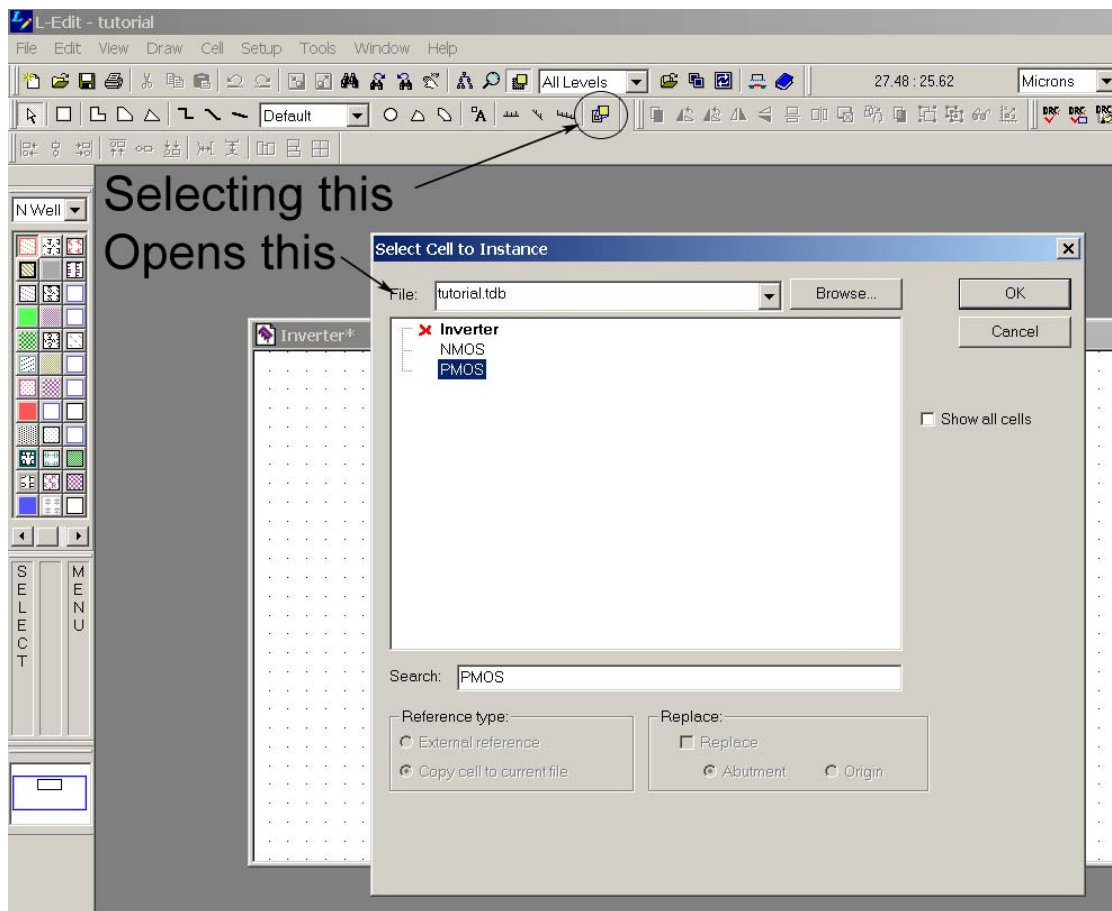 L-Edit - tutorial
File Edit View Draw Cell Setup Tools Window Help
All Levels 27.48 : 25.62 Microns
Default A DRC DRC DRC
N Well
Selecting this
Opens this
Select Cell to Instance
File: tutorial.tdb Browse... OK
Cancel
Inverter*
Inverter
NMOS
PMOS
Show all cells
SELECT
MENU
Search: PMOS
Reference type:
External reference
Copy cell to current file
Replace:
Replace
Abutment Origin